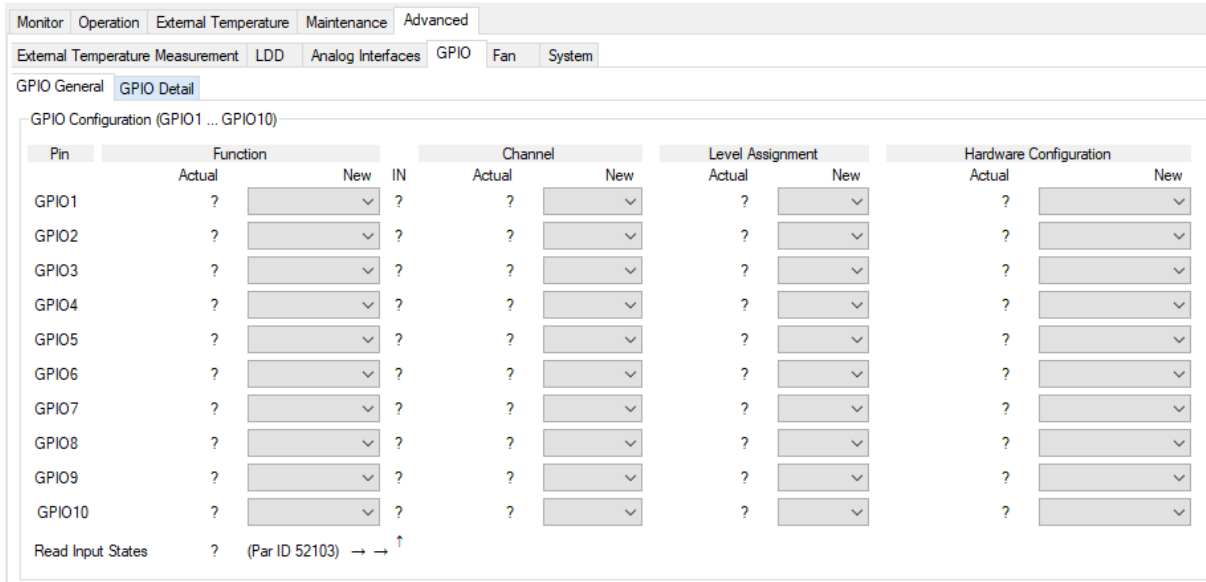 Monitor Operation External Temperature Maintenance Advanced
External Temperature Measurement LDD Analog Interfaces GPIO Fan System
GPIO General GPIO Detail
GPIO Configuration (GPIO1 ... GPIO10)
Pin Function Channel Level Assignment Hardware Configuration
Actual New IN Actual New Actual New Actual New
GPIO1 ? ? ? ? ?
GPIO2 ? ? ? ? ?
GPIO3 ? ? ? ? ?
GPIO4 ? ? ? ? ?
GPIO5 ? ? ? ? ?
GPIO6 ? ? ? ? ?
GPIO7 ? ? ? ? ?
GPIO8 ? ? ? ? ?
GPIO9 ? ? ? ? ?
GPIO10 ? ? ? ? ?
Read Input States ? (Par ID 52103) → → ↑